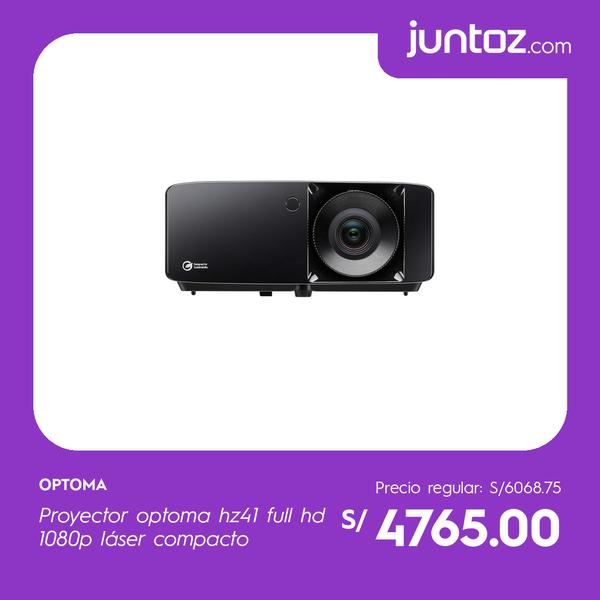 juntoz.com
OPTOMA
Proyector optoma hz41 full hd
1080p láser compacto
Precio regular: S/6068.75
S/ 4765.00